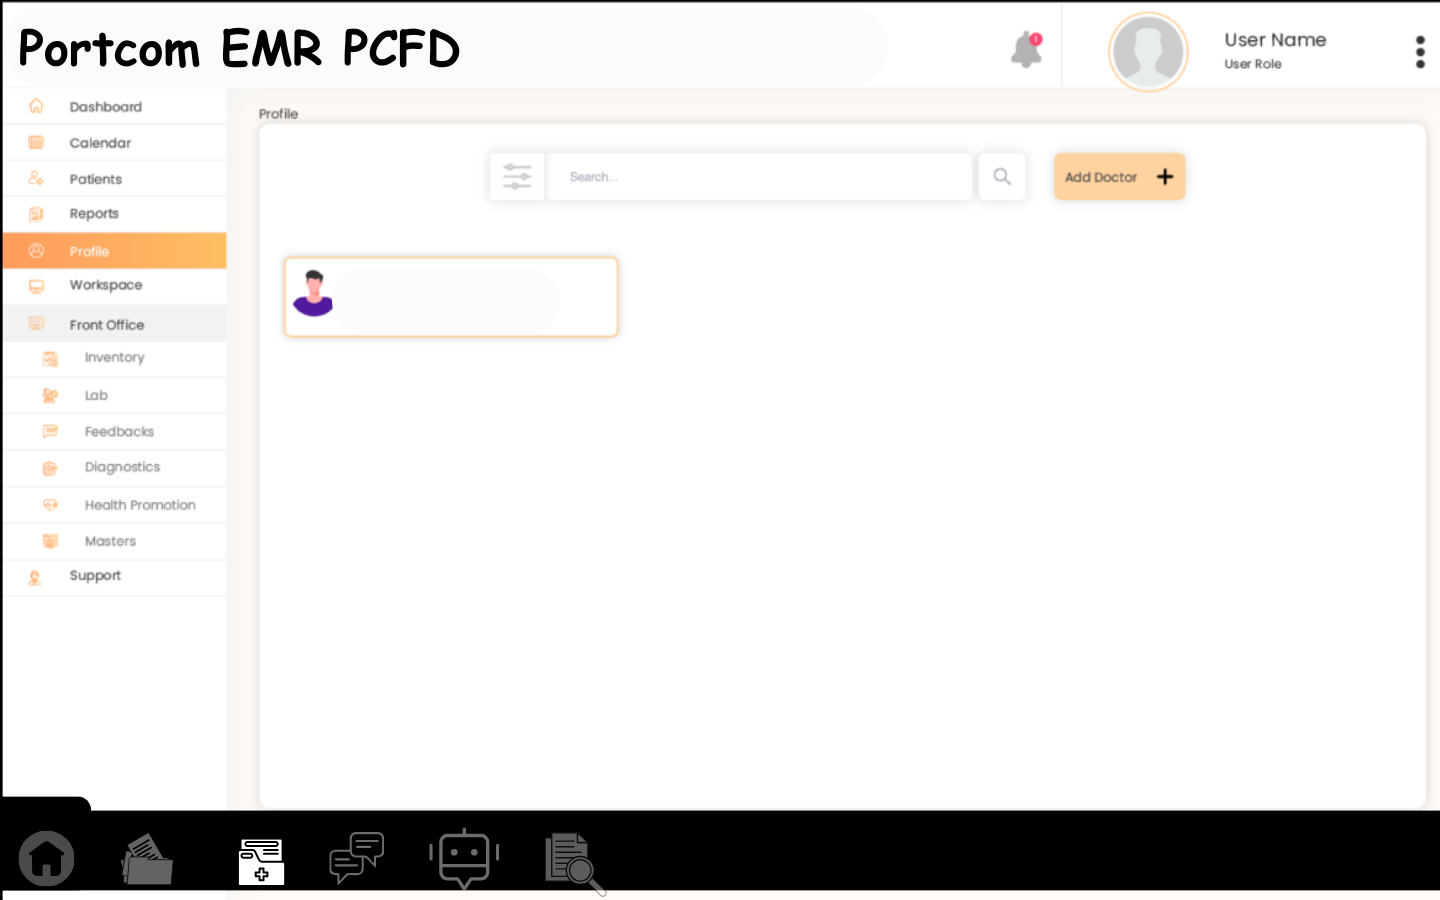 Portcom EMR PCFD
1
User Name
User Role
Dashboard
Calendar
Patients
Reports
Profile
Workspace
Front Office
Inventory
Lab
Feedbacks
Diagnostics
Health Promotion
Masters
Support
Profile
Search...
Add Doctor +